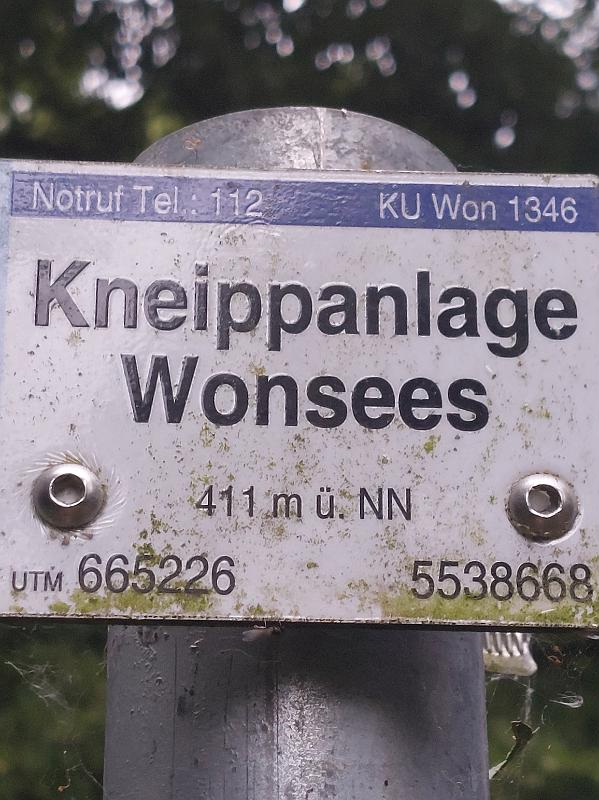 Notruf Tel.: 112 KU Won 1346
Kneippanlage
Wonsees
411 m ü. NN
UTM 665226 5538668